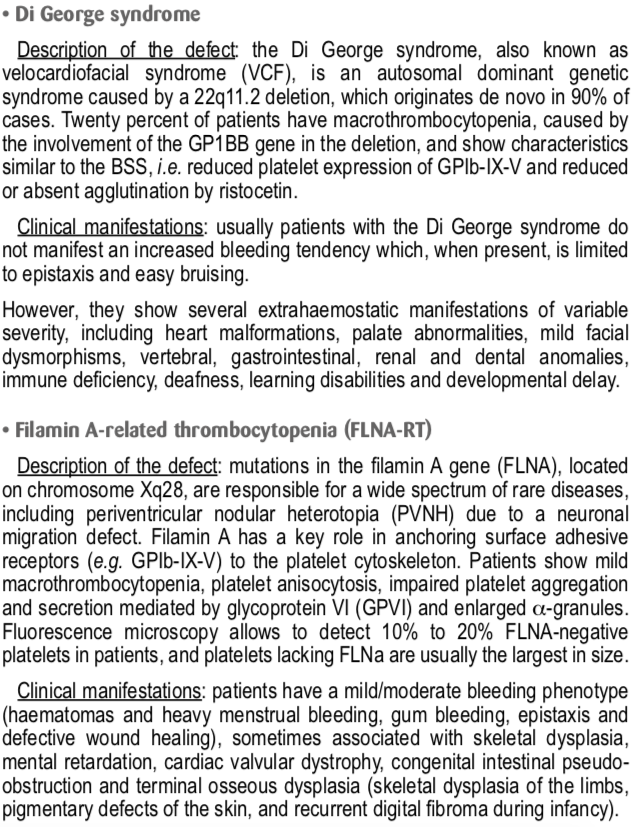 • Di George syndrome
Description of the defect: the Di George syndrome, also known as
velocardiofacial syndrome (VCF), is an autosomal dominant genetic
syndrome caused by a 22q11.2 deletion, which originates de novo in 90% of
cases. Twenty percent of patients have macrothrombocytopenia, caused by
the involvement of the GP1BB gene in the deletion, and show characteristics
similar to the BSS, i.e. reduced platelet expression of GPIb-IX-V and reduced
or absent agglutination by ristocetin.
Clinical manifestations: usually patients with the Di George syndrome do
not manifest an increased bleeding tendency which, when present, is limited
to epistaxis and easy bruising.
However, they show several extrahaemostatic manifestations of variable
severity, including heart malformations, palate abnormalities, mild facial
dysmorphisms, vertebral, gastrointestinal, renal and dental anomalies,
immune deficiency, deafness, learning disabilities and developmental delay.
• Filamin A-related thrombocytopenia (FLNA-RT)
Description of the defect: mutations in the filamin A gene (FLNA), located
on chromosome Xq28, are responsible for a wide spectrum of rare diseases,
including periventricular nodular heterotopia (PVNH) due to a neuronal
migration defect. Filamin A has a key role in anchoring surface adhesive
receptors (e.g. GPIb-IX-V) to the platelet cytoskeleton. Patients show mild
macrothrombocytopenia, platelet anisocytosis, impaired platelet aggregation
and secretion mediated by glycoprotein VI (GPVI) and enlarged α-granules.
Fluorescence microscopy allows to detect 10% to 20% FLNA-negative
platelets in patients, and platelets lacking FLNa are usually the largest in size.
Clinical manifestations: patients have a mild/moderate bleeding phenotype
(haematomas and heavy menstrual bleeding, gum bleeding, epistaxis and
defective wound healing), sometimes associated with skeletal dysplasia,
mental retardation, cardiac valvular dystrophy, congenital intestinal pseudo-
obstruction and terminal osseous dysplasia (skeletal dysplasia of the limbs,
pigmentary defects of the skin, and recurrent digital fibroma during infancy).